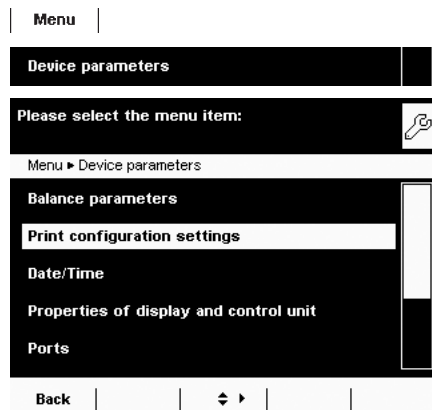 Menu
Device parameters
Please select the menu item:
Menu ▸ Device parameters
Balance parameters
Print configuration settings
Date/Time
Properties of display and control unit
Ports
Back